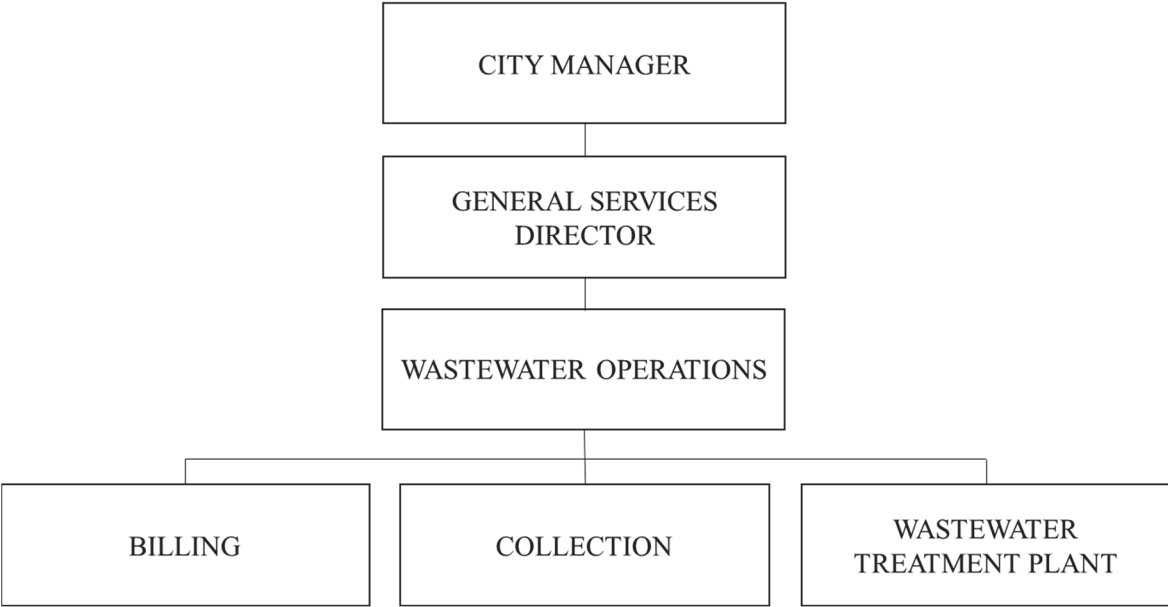 CITY MANAGER
GENERAL SERVICES
DIRECTOR
WASTEWATER OPERATIONS
BILLING
COLLECTION
WASTEWATER
TREATMENT PLANT